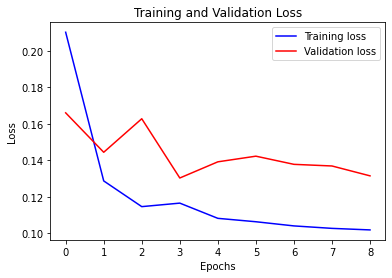 Training and Validation Loss
Training loss
Validation loss
0.20
0.18
0.16
0.14
0.12
0.10
Loss
0 1 2 3 4 5 6 7 8
Epochs